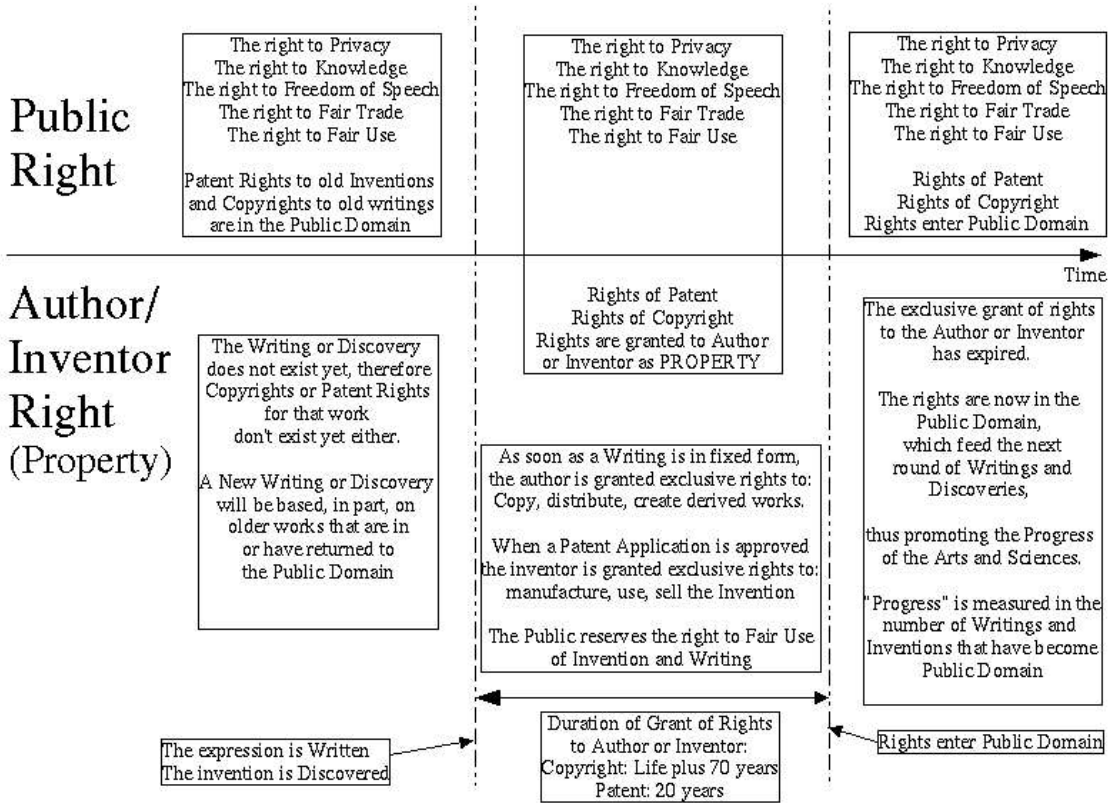 Public
Right
The right to Privacy
The right to Knowledge
The right to Freedom of Speech
The right to Fair Trade
The right to Fair Use
Patent Rights to old Inventions
and Copyrights to old writings
are in the Public Domain
The right to Privacy
The right to Knowledge
The right to Freedom of Speech
The right to Fair Trade
The right to Fair Use
Rights of Patent
Rights of Copyright
Rights are granted to Author
or Inventor as PROPERTY
The right to Privacy
The right to Knowledge
The right to Freedom of Speech
The right to Fair Trade
The right to Fair Use
Rights of Patent
Rights of Copyright
Rights enter Public Domain
Time
Author/
Inventor
Right
(Property)
The Writing or Discovery
does not exist yet, therefore
Copyrights or Patent Rights
for that work
don't exist yet either.
A New Writing or Discovery
will be based, in part, on
older works that are in
or have returned to
the Public Domain
As soon as a Writing is in fixed form,
the author is granted exclusive rights to:
Copy, distribute, create derived works.
When a Patent Application is approved
the inventor is granted exclusive rights to:
manufacture, use, sell the Invention
The Public reserves the right to Fair Use
of Invention and Writing
The exclusive grant of rights
to the Author or Inventor
has expired.
The rights are now in the
Public Domain,
which feed the next
round of Writings and
Discoveries,
thus promoting the Progress
of the Arts and Sciences.
"Progress" is measured in the
number of Writings and
Inventions that have become
Public Domain
The expression is Written
The invention is Discovered
Duration of Grant of Rights
to Author or Inventor:
Copyright: Life plus 70 years
Patent: 20 years
Rights enter Public Domain